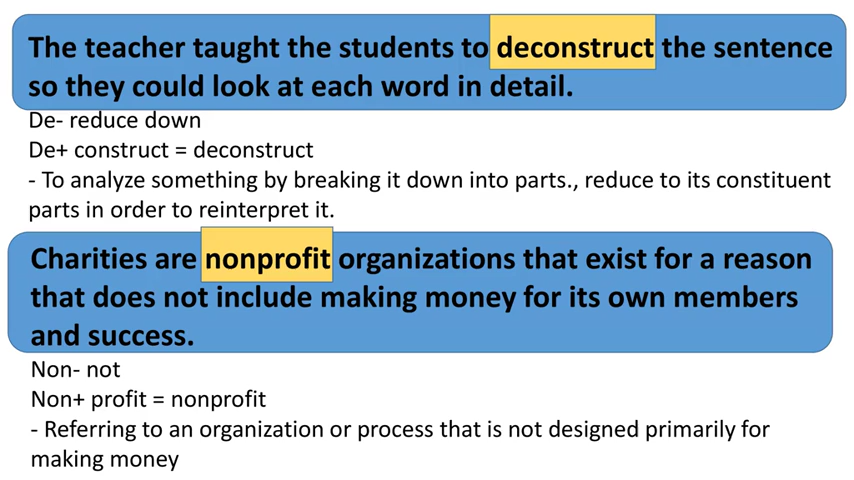 The teacher taught the students to deconstruct the sentence
so they could look at each word in detail.
De- reduce down
De+ construct = deconstruct
- To analyze something by breaking it down into parts., reduce to its constituent
parts in order to reinterpret it.
Charities are nonprofit organizations that exist for a reason
that does not include making money for its own members
and success.
Non- not
Non+ profit = nonprofit
- Referring to an organization or process that is not designed primarily for
making money